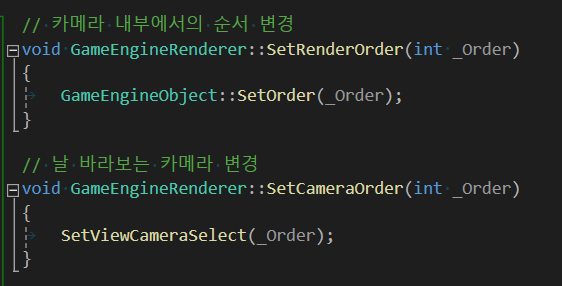 // 카메라 내부에서의 순서 변경
void GameEngineRenderer::SetRenderOrder(int _Order)
{
GameEngineObject::SetOrder(_Order);
}
// 날 바라보는 카메라 변경
void GameEngineRenderer::SetCameraOrder(int _Order)
{
SetViewCameraSelect(_Order);
}